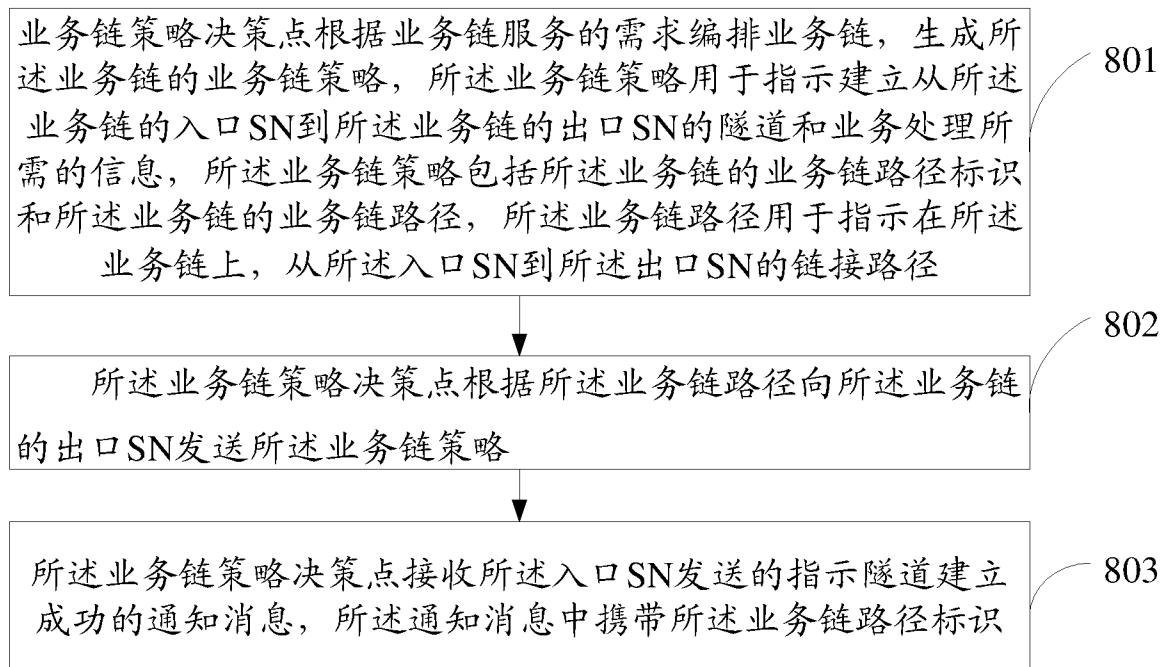 业务链策略决策点根据业务链服务的需求编排业务链，生成所
述业务链的业务链策略，所述业务链策略用于指示建立从所述
业务链的入口SN到所述业务链的出口SN的隧道和业务处理所
需的信息，所述业务链策略包括所述业务链的业务链路径标识
和所述业务链的业务链路径，所述业务链路径用于指示在所述
业务链上，从所述入口SN到所述出口SN的链接路径
801
所述业务链策略决策点根据所述业务链路径向所述业务链
的出口SN发送所述业务链策略
802
所述业务链策略决策点接收所述入口SN发送的指示隧道建立
成功的通知消息，所述通知消息中携带所述业务链路径标识
803